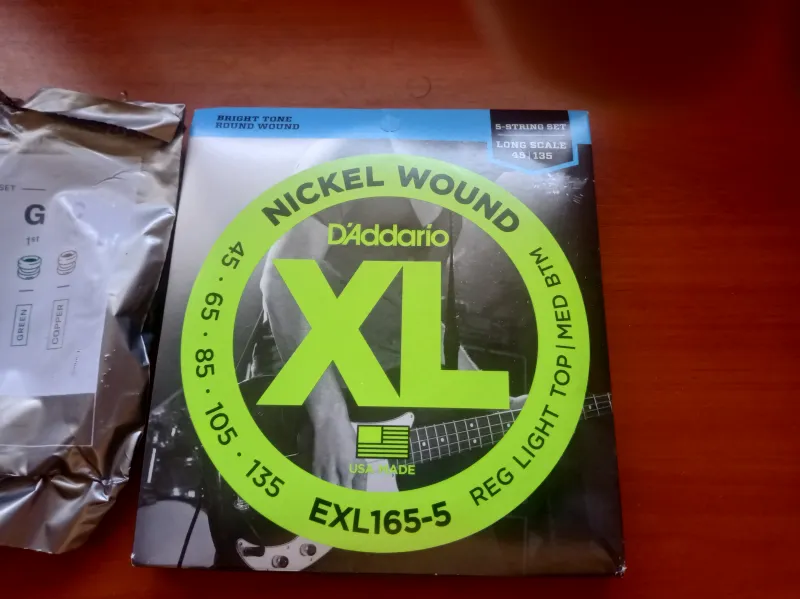 SET
G
1st
GREEN
COPPER
BRIGHT TONE
ROUND WOUND
5-STRING SET
LONG SCALE
45 | 135
NICKEL WOUND
D'Addario
XL
45 · 65 · 85 · 105 · 135
REG LIGHT TOP | MED BTM
USA MADE
EXL165-5